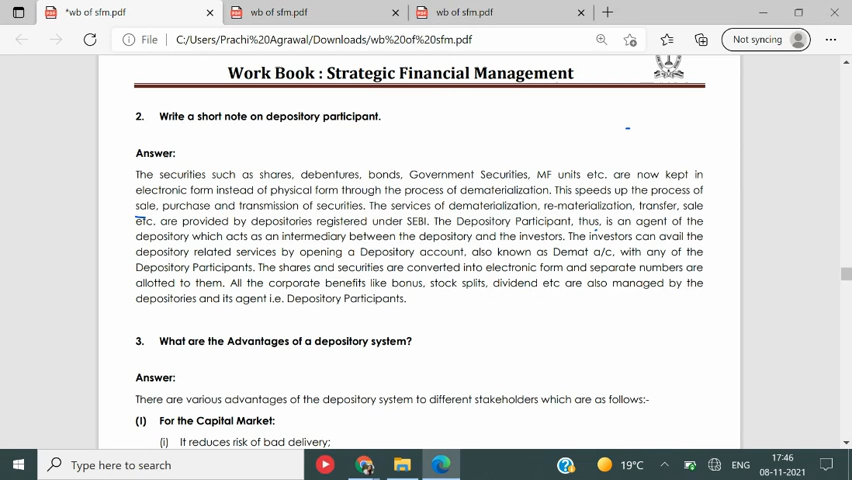 *wb of sfm.pdf
wb of sfm.pdf
wb of sfm.pdf
File
C:/Users/Prachi%20Agrawal/Downloads/wb%20of%20sfm.pdf
Not syncing
Work Book : Strategic Financial Management
2. Write a short note on depository participant.
Answer:
The securities such as shares, debentures, bonds, Government Securities, MF units etc. are now kept in
electronic form instead of physical form through the process of dematerialization. This speeds up the process of
sale, purchase and transmission of securities. The services of dematerialization, re-materialization, transfer, sale
etc. are provided by depositories registered under SEBI. The Depository Participant, thus, is an agent of the
depository which acts as an intermediary between the depository and the investors. The investors can avail the
depository related services by opening a Depository account, also known as Demat a/c, with any of the
Depository Participants. The shares and securities are converted into electronic form and separate numbers are
allotted to them. All the corporate benefits like bonus, stock splits, dividend etc are also managed by the
depositories and its agent i.e. Depository Participants.
3. What are the Advantages of a depository system?
Answer:
There are various advantages of the depository system to different stakeholders which are as follows:-
(I) For the Capital Market:
(i) It reduces risk of bad delivery;
Type here to search
19°C
ENG
17:46
08-11-2021